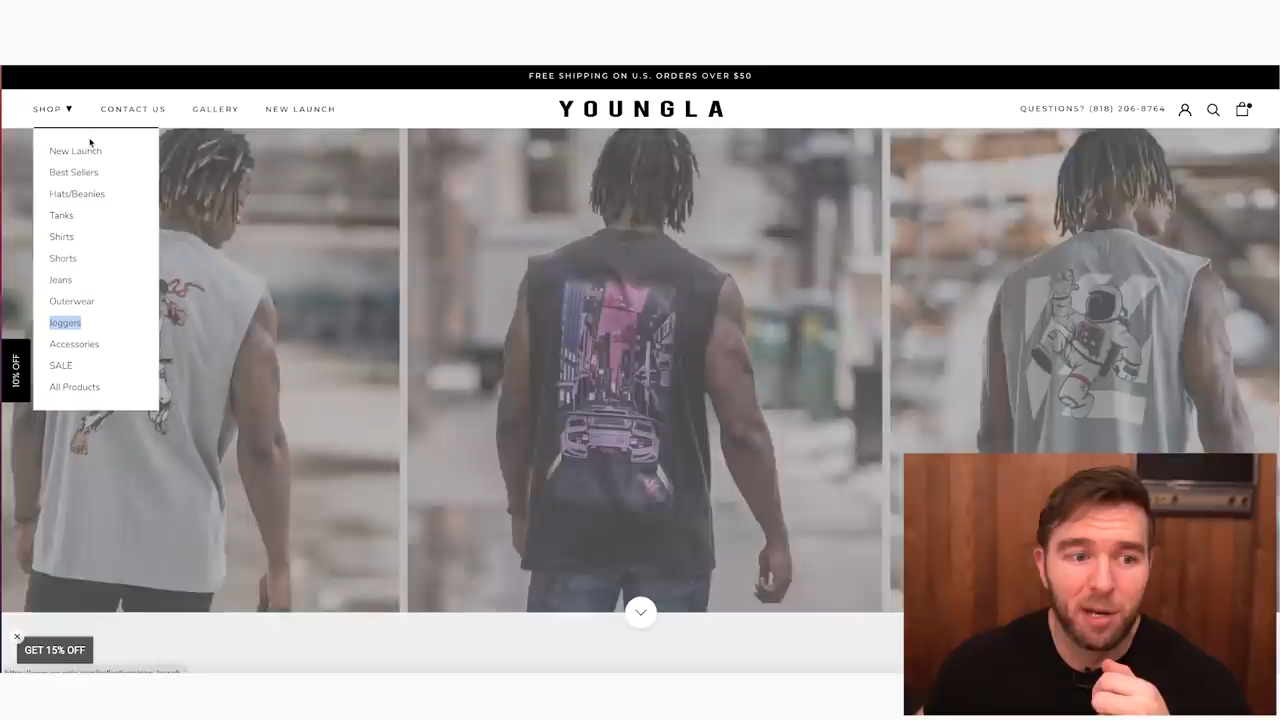 FREE SHIPPING ON U.S. ORDERS OVER $50
SHOP ▼ CONTACT US GALLERY NEW LAUNCH YOUNGLA QUESTIONS? (818) 206-8764
New Launch
Best Sellers
Hats/Beanies
Tanks
Shirts
Shorts
Jeans
Outerwear
Joggers
Accessories
SALE
All Products
10% OFF
GET 15% OFF